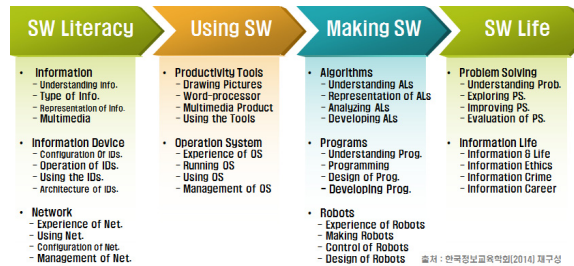 SW Literacy
• Information
- Understanding Info.
- Type of Info.
- Representation of Info.
- Multimedia
• Information Device
- Configuration Of IDs.
- Operation of IDs.
- Using the IDs.
- Architecture of IDs.
• Network
- Experience of Net.
- Using Net.
- Configuration of Net.
- Management of Net.
Using SW
• Productivity Tools
- Drawing Pictures
- Word-processor
- Multimedia Product
- Using the Tools
• Operation System
- Experience of OS
- Running OS
- Using OS
- Management of OS
Making SW
• Algorithms
- Understanding ALs
- Representation of ALs
- Analyzing ALs
- Developing ALs
• Programs
- Understanding Prog.
- Programming
- Design of Prog.
- Developing Prog.
• Robots
- Experience of Robots
- Making Robots
- Control of Robots
- Design of Robots
SW Life
• Problem Solving
- Understanding Prob.
- Exploring PS.
- Improving PS.
- Evaluation of PS.
• Information Life
- Information & Life
- Information Ethics
- Information Crime
- Information Career
출처 : 한국정보교육학회(2014) 재구성